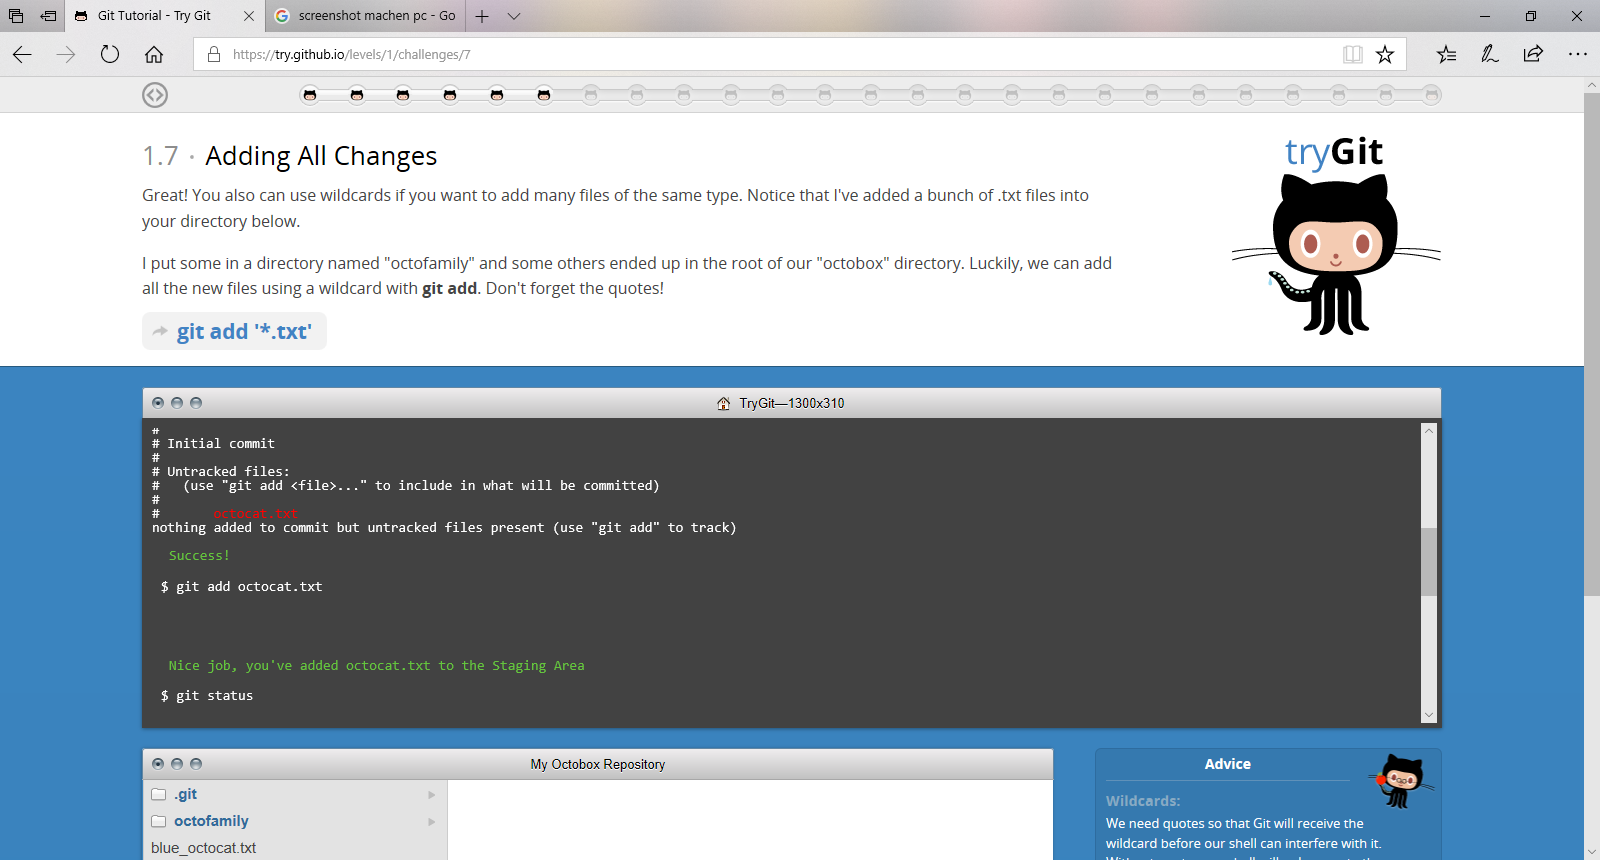 Git Tutorial - Try Git
screenshot machen pc - Go
https://try.github.io/levels/1/challenges/7
1.7 · Adding All Changes
tryGit
Great! You also can use wildcards if you want to add many files of the same type. Notice that I've added a bunch of .txt files into
your directory below.
I put some in a directory named "octofamily" and some others ended up in the root of our "octobox" directory. Luckily, we can add
all the new files using a wildcard with git add. Don't forget the quotes!
git add '*.txt'
TryGit—1300x310
#
# Initial commit
#
# Untracked files:
# (use "git add <file>..." to include in what will be committed)
#
# octocat.txt
nothing added to commit but untracked files present (use "git add" to track)
Success!
$ git add octocat.txt
Nice job, you've added octocat.txt to the Staging Area
$ git status
My Octobox Repository
.git
octofamily
blue_octocat.txt
Advice
Wildcards:
We need quotes so that Git will receive the
wildcard before our shell can interfere with it.